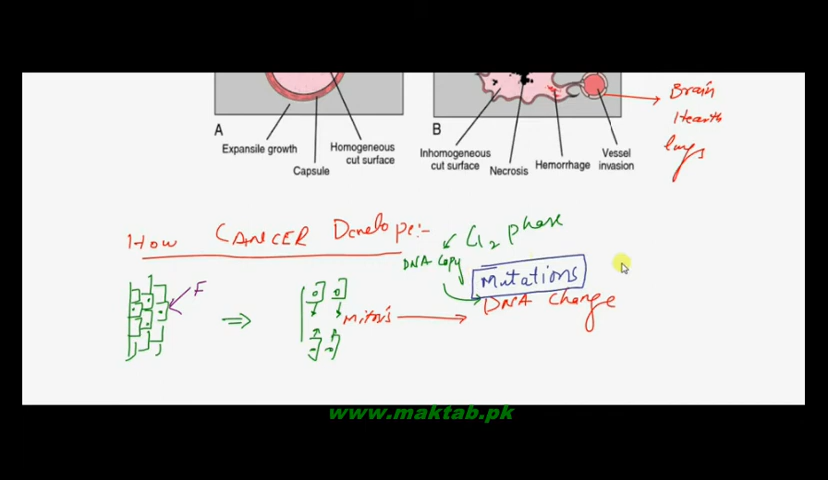 A
B
Expansile growth
Capsule
Homogeneous
cut surface
Inhomogeneous
cut surface
Necrosis
Hemorrhage
Vessel
invasion
Brain
Hearth
lungs
How CANCER Develope:-
G2 phase
DNA Copy
Mutations
DNA change
F
Mitosis
www.maktab.pk